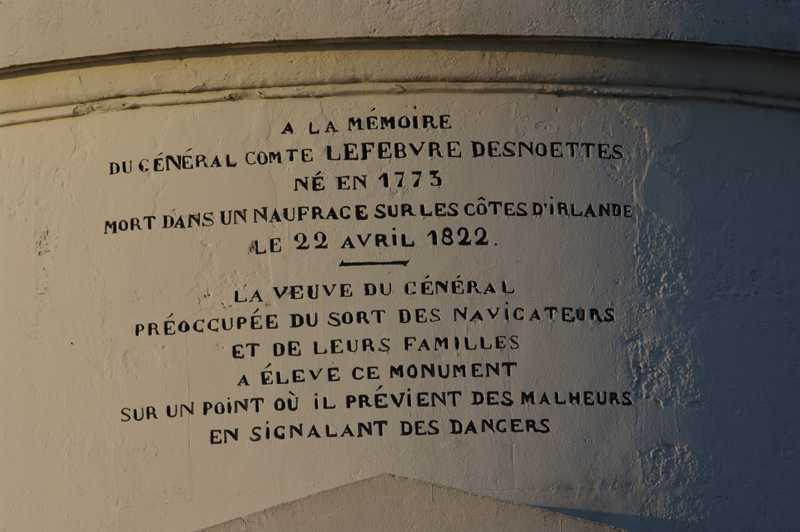 A LA MÉMOIRE
DU GÉNÉRAL COMTE LEFEBVRE DESNOETTES
NÉ EN 1773
MORT DANS UN NAUFRAGE SUR LES CÔTES D'IRLANDE
LE 22 AVRIL 1822.
LA VEUVE DU GÉNÉRAL
PRÉOCCUPÉE DU SORT DES NAVIGATEURS
ET DE LEURS FAMILLES
A ÉLEVE CE MONUMENT
SUR UN POINT OÙ IL PRÉVIENT DES MALHEURS
EN SIGNALANT DES DANGERS